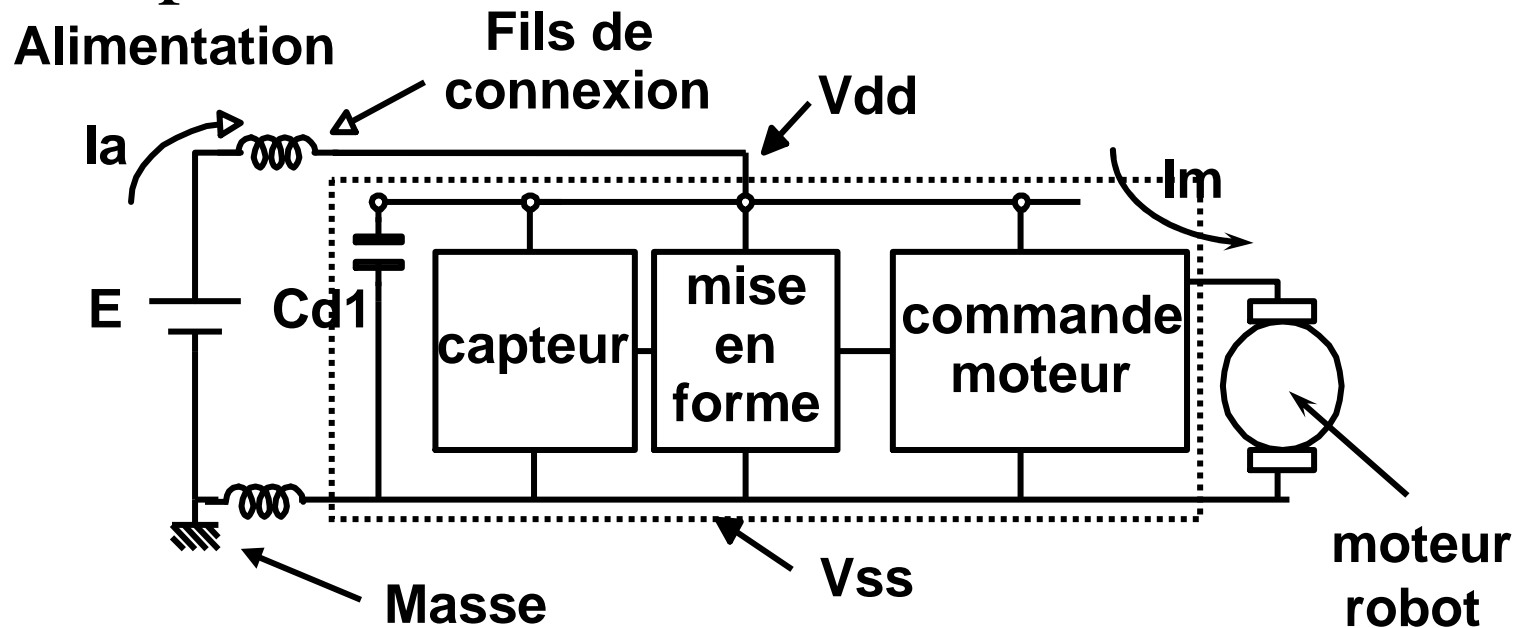 Alimentation
Fils de
connexion
Vdd
Ia
Im
E
Cd1
capteur
mise
en
forme
commande
moteur
Vss
Masse
moteur
robot